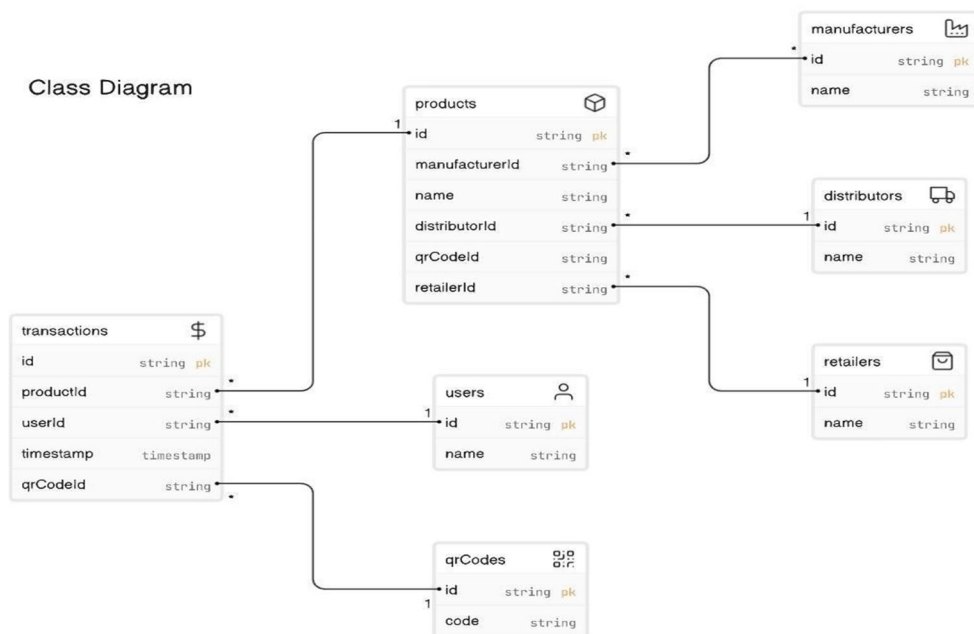 Class Diagram
manufacturers
* id string pk
name string
products
1 id string pk
manufacturerId string *
name string
distributorId string *
qrCodeId string
retailerId string *
distributors
1 id string pk
name string
retailers
1 id string pk
name string
transactions
id string pk
productId string *
userId string *
timestamp timestamp
qrCodeId string *
users
1 id string pk
name string
qrCodes
id string pk
1
code string